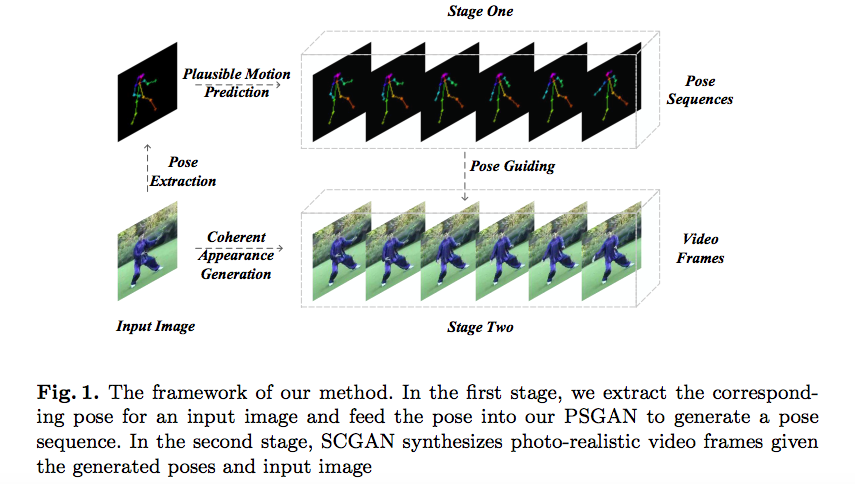 Stage One
Plausible Motion
Prediction
Pose
Sequences
Pose
Extraction
Pose Guiding
Coherent
Appearance
Generation
Video
Frames
Input Image
Stage Two
Fig. 1. The framework of our method. In the first stage, we extract the correspond-
ing pose for an input image and feed the pose into our PSGAN to generate a pose
sequence. In the second stage, SCGAN synthesizes photo-realistic video frames given
the generated poses and input image